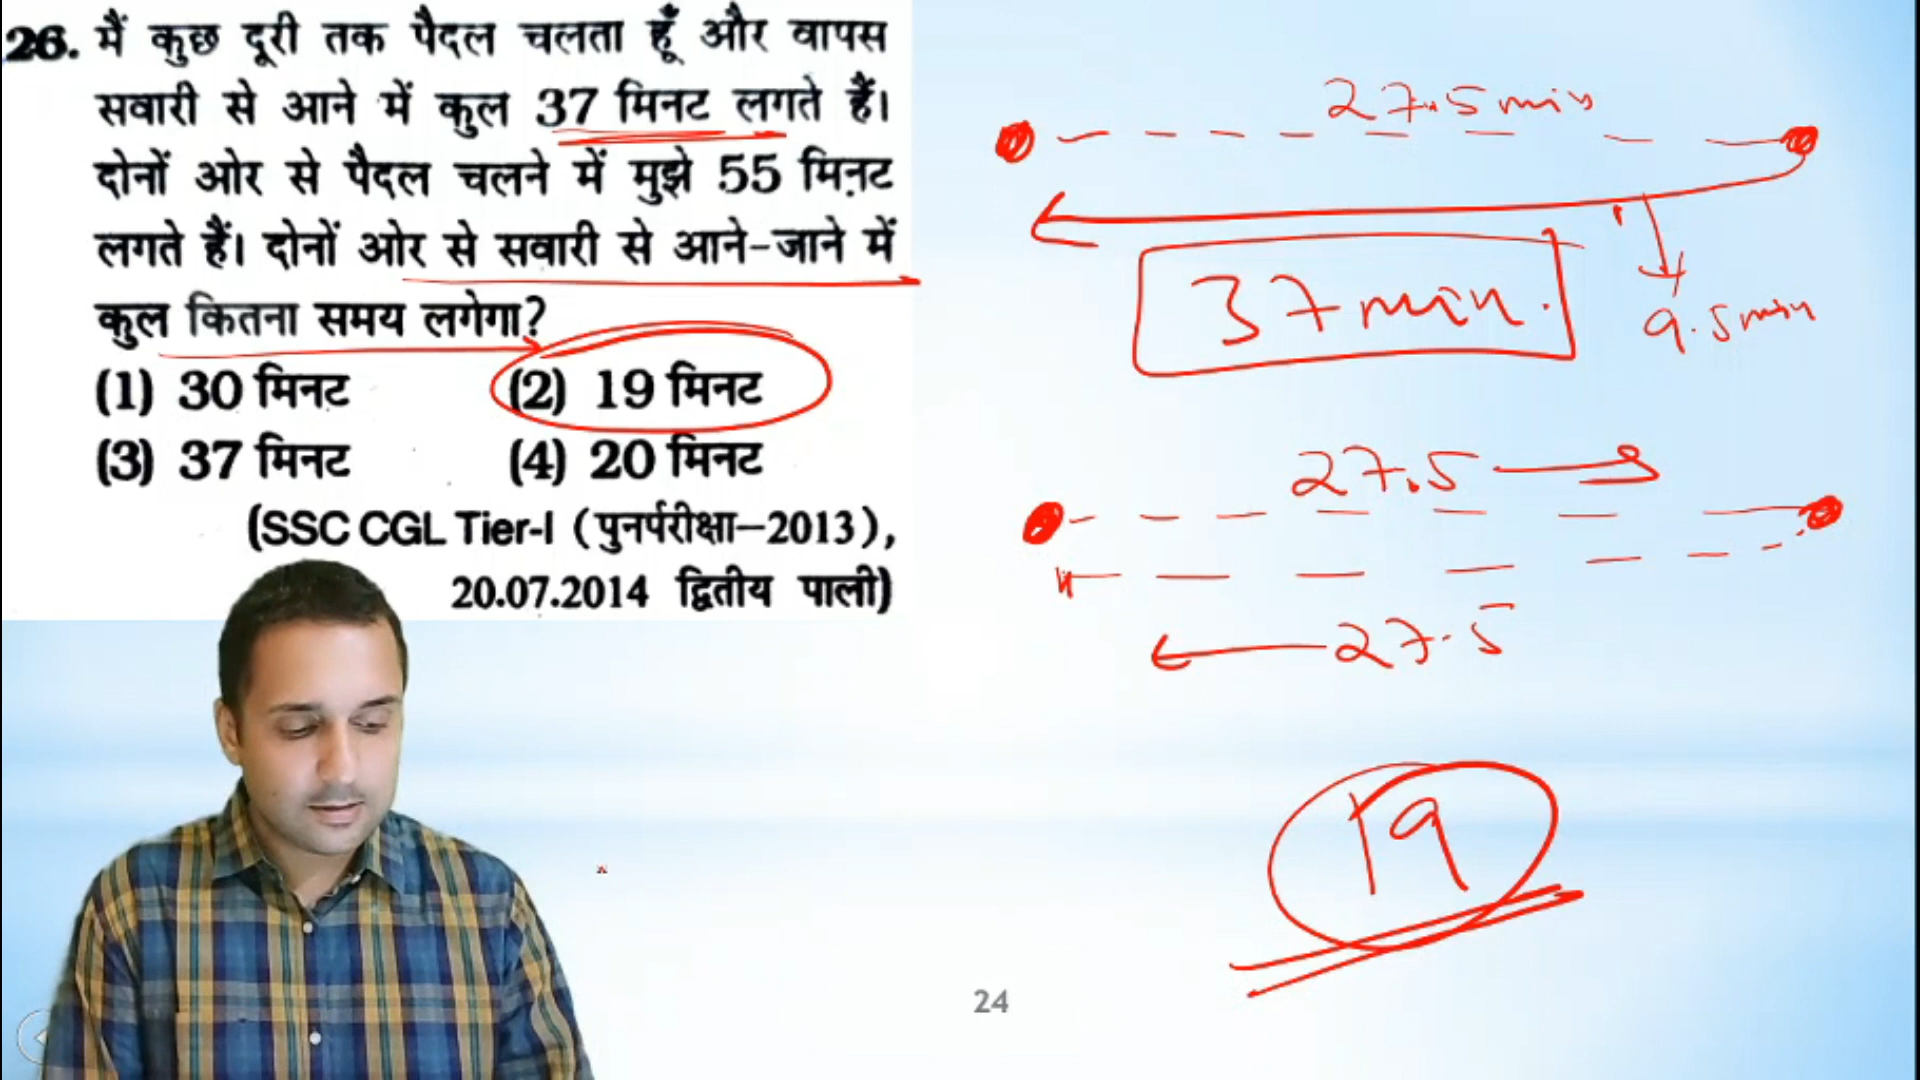 26. मैं कुछ दूरी तक पैदल चलता हूँ और वापस
सवारी से आने में कुल 37 मिनट लगते हैं।
दोनों ओर से पैदल चलने में मुझे 55 मिनट
लगते हैं। दोनों ओर से सवारी से आने-जाने में
कुल कितना समय लगेगा?
(1) 30 मिनट (2) 19 मिनट
(3) 37 मिनट (4) 20 मिनट
(SSC CGL Tier-I (पुनर्परीक्षा–2013),
20.07.2014 द्वितीय पाली)
27.5 min
37 min.
9.5 min
27.5
27.5
19
24